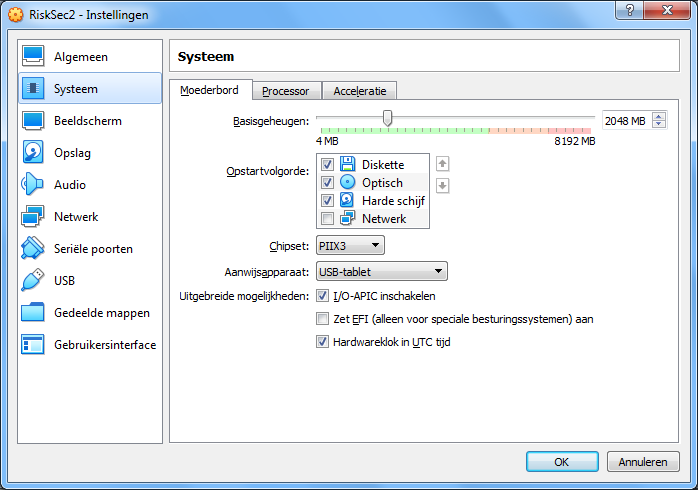 RiskSec2 - Instellingen
Algemeen
Systeem
Beeldscherm
Opslag
Audio
Netwerk
Seriële poorten
USB
Gedeelde mappen
Gebruikersinterface
Systeem
Moederbord Processor Acceleratie
Basisgeheugen: 2048 MB
4 MB 8192 MB
Opstartvolgorde: Diskette
Optisch
Harde schijf
Netwerk
Chipset: PIIX3
Aanwijsapparaat: USB-tablet
Uitgebreide mogelijkheden: I/O-APIC inschakelen
Zet EFI (alleen voor speciale besturingssystemen) aan
Hardwareklok in UTC tijd
OK Annuleren